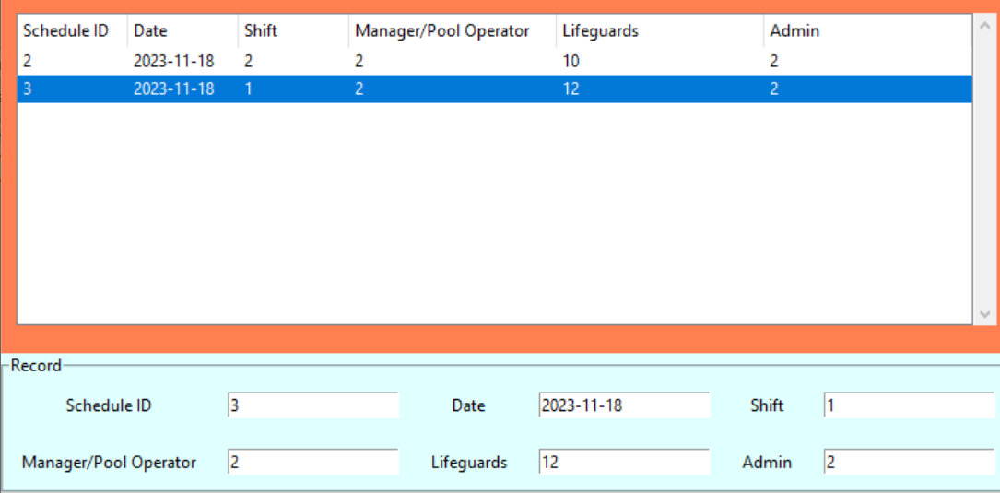 Schedule ID Date Shift Manager/Pool Operator Lifeguards Admin
2 2023-11-18 2 2 10 2
3 2023-11-18 1 2 12 2
Record
Schedule ID 3 Date 2023-11-18 Shift 1
Manager/Pool Operator 2 Lifeguards 12 Admin 2